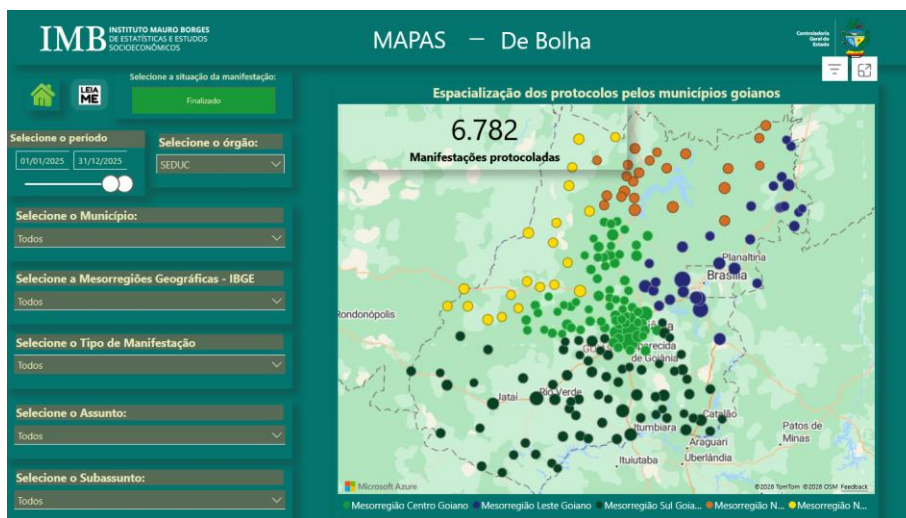 IMB INSTITUTO MAURO BORGES
DE ESTATÍSTICAS E ESTUDOS
SOCIOECONÔMICOS
MAPAS — De Bolha
Controladoria
Geral do
Estado
Selecione a situação da manifestação:
LEIA
ME
Finalizado
Selecione o período
01/01/2025 31/12/2025
Selecione o órgão:
SEDUC
Selecione o Município:
Todos
Selecione a Mesorregiões Geográficas - IBGE
Todos
Selecione o Tipo de Manifestação
Todos
Selecione o Assunto:
Todos
Selecione o Subassunto:
Todos
Espacialização dos protocolos pelos municípios goianos
6.782
Manifestações protocoladas
Planaltina
Brasília
Rondonópolis
de Goiânia
Jataí
Rio Verde
Catalão
Itumbiara
Araguari
Patos de
Minas
Ituiutaba
Uberlândia
Microsoft Azure
©2026 TomTom ©2026 OSM Feedback
Mesorregião Centro Goiano Mesorregião Leste Goiano Mesorregião Sul Goia... Mesorregião N... Mesorregião N...